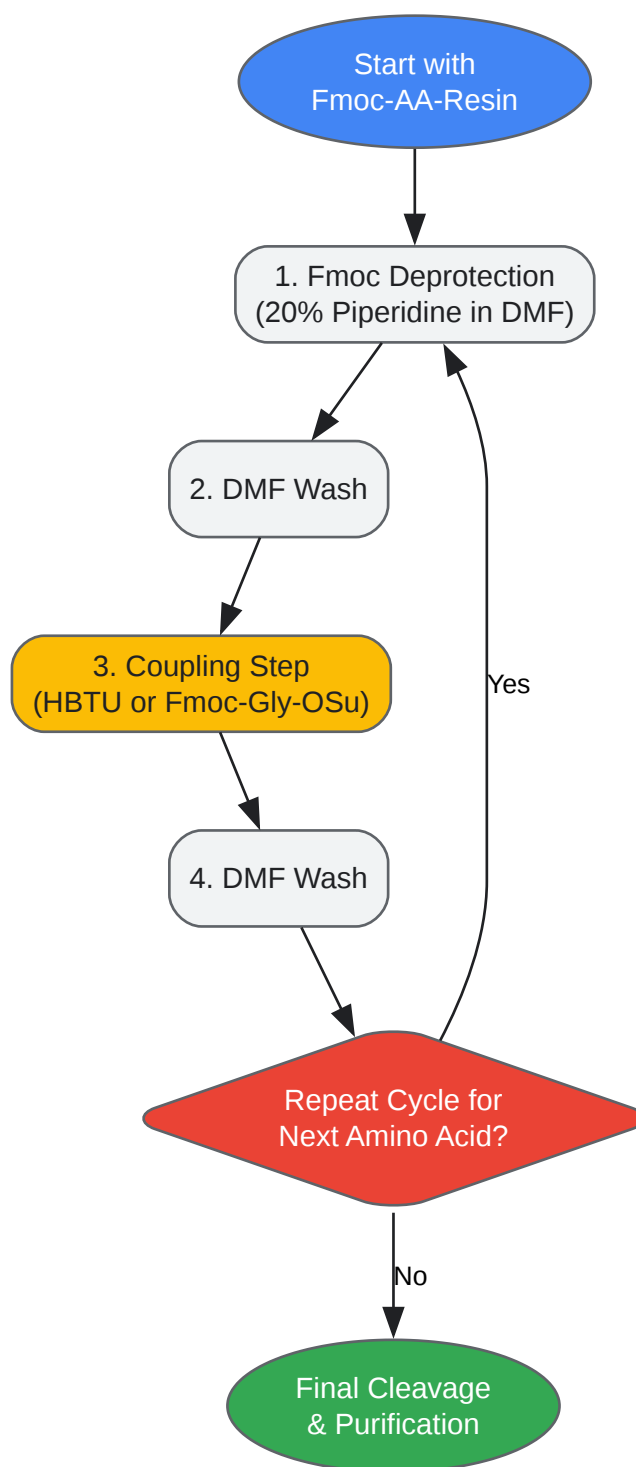 Start with
Fmoc-AA-Resin
1. Fmoc Deprotection
(20% Piperidine in DMF)
2. DMF Wash
3. Coupling Step
(HBTU or Fmoc-Gly-OSu)
Yes
4. DMF Wash
Repeat Cycle for
Next Amino Acid?
No
Final Cleavage
& Purification